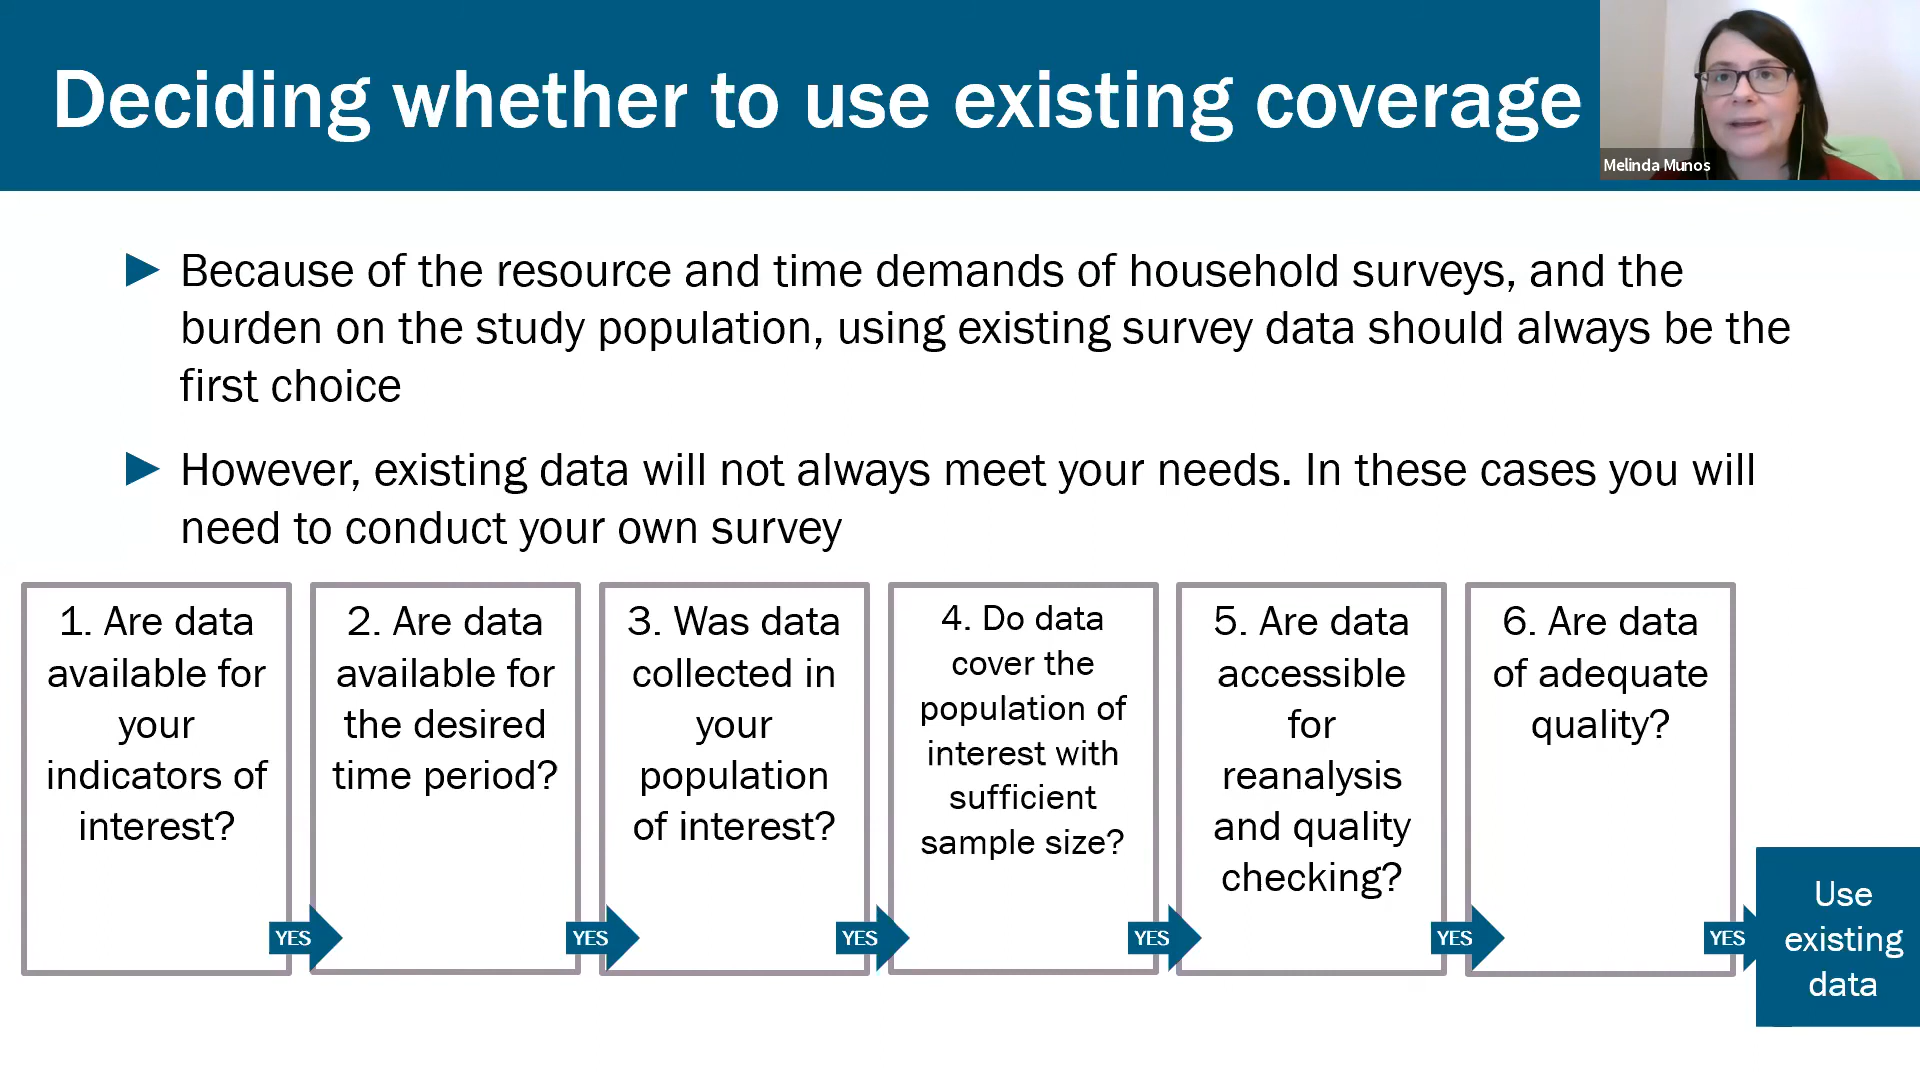 Deciding whether to use existing coverage
Melinda Munos
Because of the resource and time demands of household surveys, and the
burden on the study population, using existing survey data should always be the
first choice
However, existing data will not always meet your needs. In these cases you will
need to conduct your own survey
1. Are data
available for
your
indicators of
interest?
YES
2. Are data
available for
the desired
time period?
YES
3. Was data
collected in
your
population
of interest?
YES
4. Do data
cover the
population of
interest with
sufficient
sample size?
YES
5. Are data
accessible
for
reanalysis
and quality
checking?
YES
6. Are data
of adequate
quality?
YES
Use
existing
data